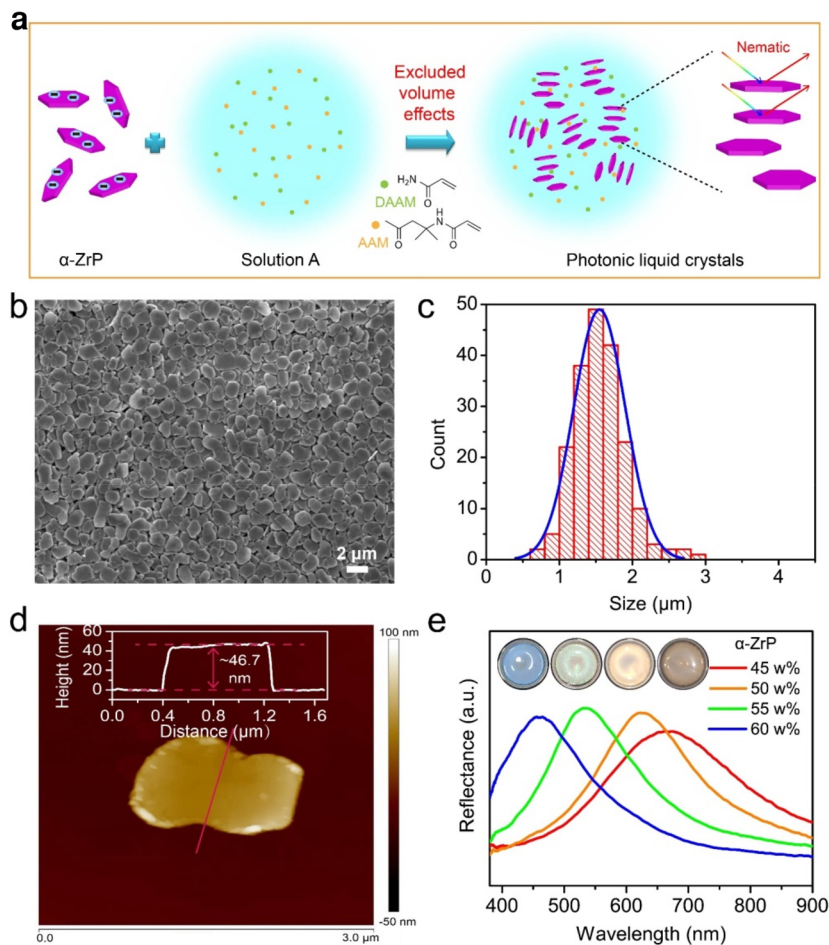 a
Excluded
volume
effects
Nematic
H₂N
O
DAAM
H
N
O
O
AAM
α-ZrP
Solution A
Photonic liquid crystals
b
2 μm
c
50
40
30
20
10
0
Count
0
1
2
3
4
Size (μm)
d
60
40
20
0
Height (nm)
~46.7
nm
0.0
0.4
0.8
1.2
1.6
Distance (μm)
100 nm
-50 nm
0.0
3.0 μm
e
α-ZrP
45 w%
50 w%
55 w%
60 w%
Reflectance (a.u.)
400
500
600
700
800
900
Wavelength (nm)